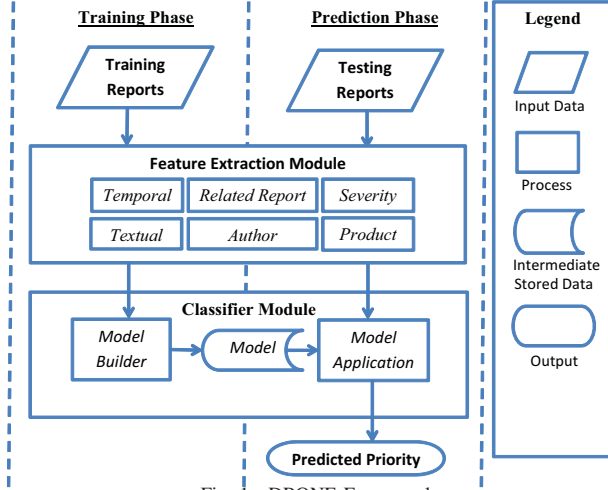 Training Phase
Prediction Phase
Legend
Training
Reports
Testing
Reports
Input Data
Feature Extraction Module
Temporal
Related Report
Severity
Textual
Author
Product
Process
Intermediate
Stored Data
Classifier Module
Model
Builder
Model
Model
Application
Output
Predicted Priority